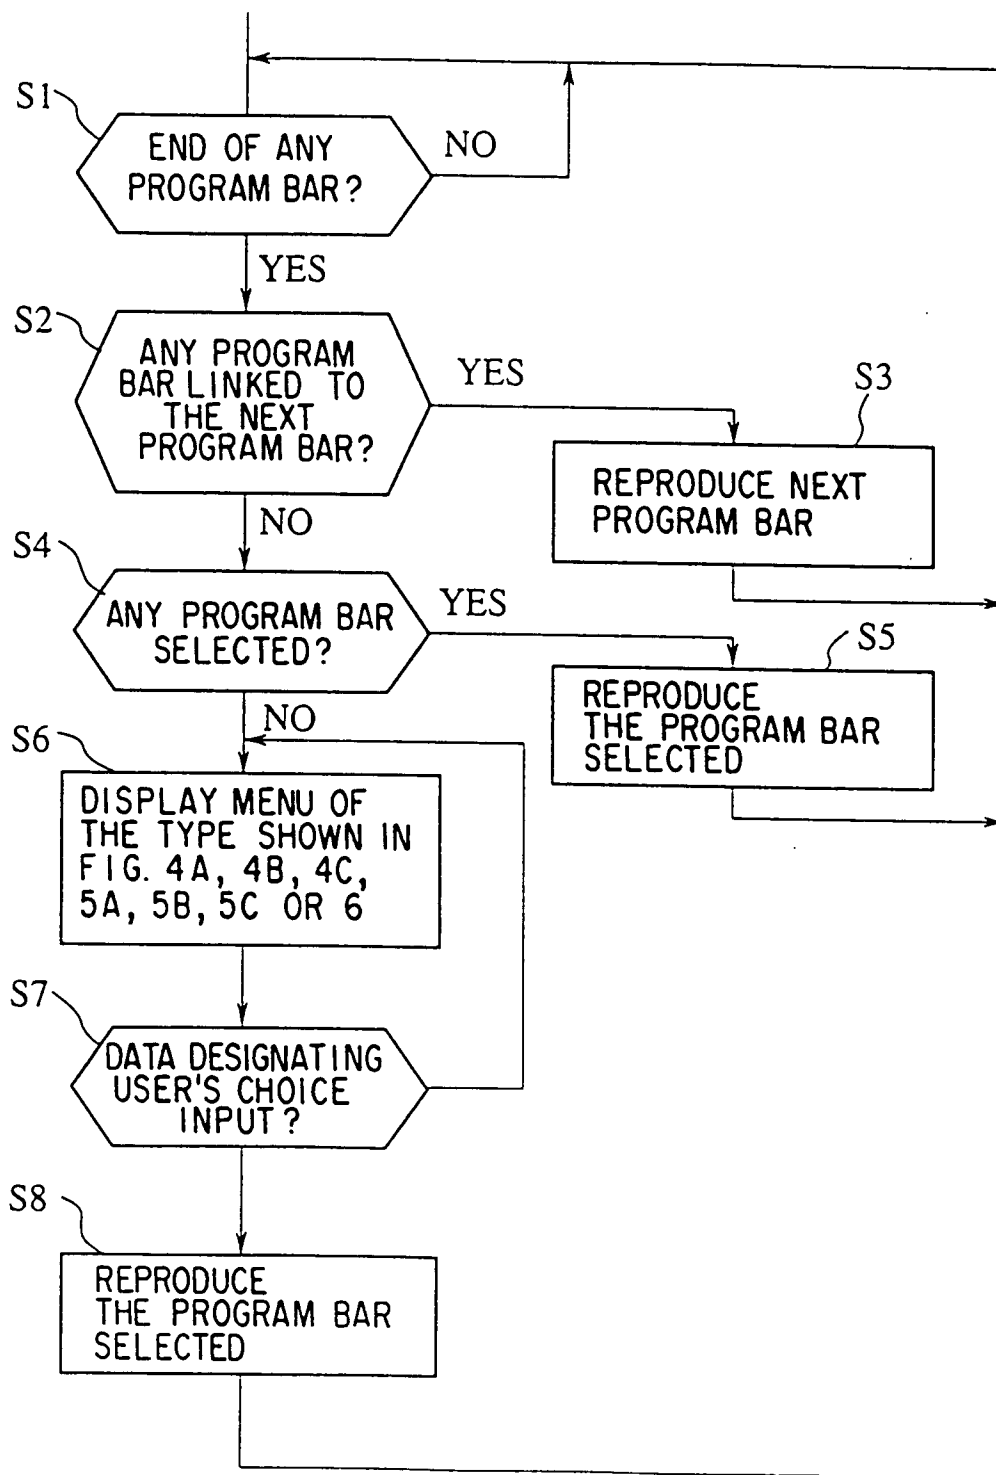 S1
END OF ANY
PROGRAM BAR?
NO
YES
S2
ANY PROGRAM
BAR LINKED TO
THE NEXT
PROGRAM BAR?
YES
S3
REPRODUCE NEXT
PROGRAM BAR
NO
S4
ANY PROGRAM BAR
SELECTED?
YES
S5
REPRODUCE
THE PROGRAM BAR
SELECTED
NO
S6
DISPLAY MENU OF
THE TYPE SHOWN IN
FIG. 4A, 4B, 4C,
5A, 5B, 5C OR 6
S7
DATA DESIGNATING
USER'S CHOICE
INPUT?
S8
REPRODUCE
THE PROGRAM BAR
SELECTED